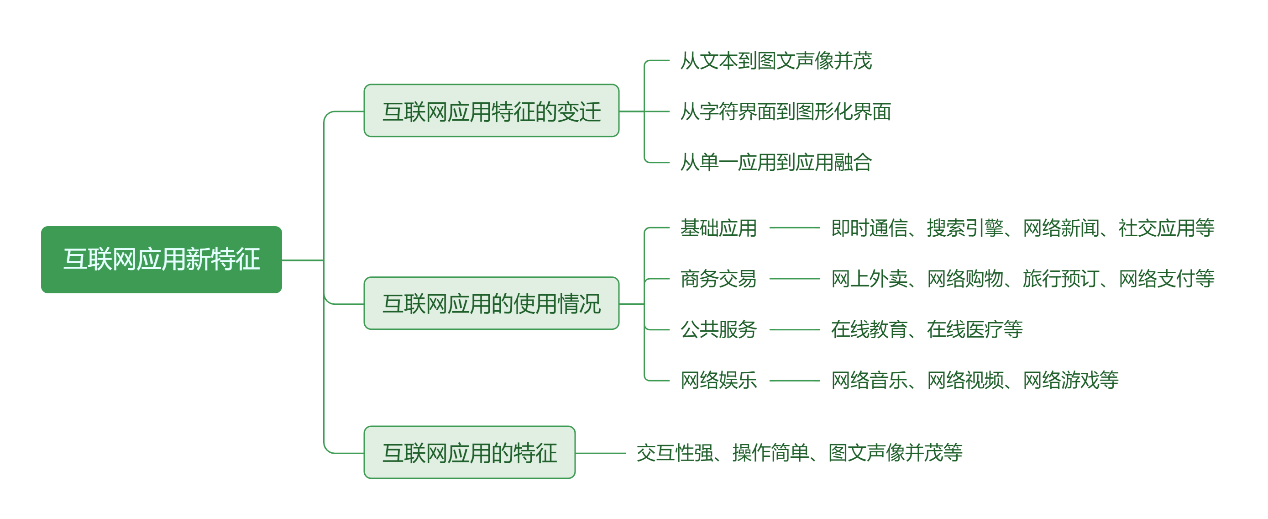 互联网应用新特征
互联网应用特征的变迁
从文本到图文声像并茂
从字符界面到图形化界面
从单一应用到应用融合
互联网应用的使用情况
基础应用
即时通信、搜索引擎、网络新闻、社交应用等
商务交易
网上外卖、网络购物、旅行预订、网络支付等
公共服务
在线教育、在线医疗等
网络娱乐
网络音乐、网络视频、网络游戏等
互联网应用的特征
交互性强、操作简单、图文声像并茂等